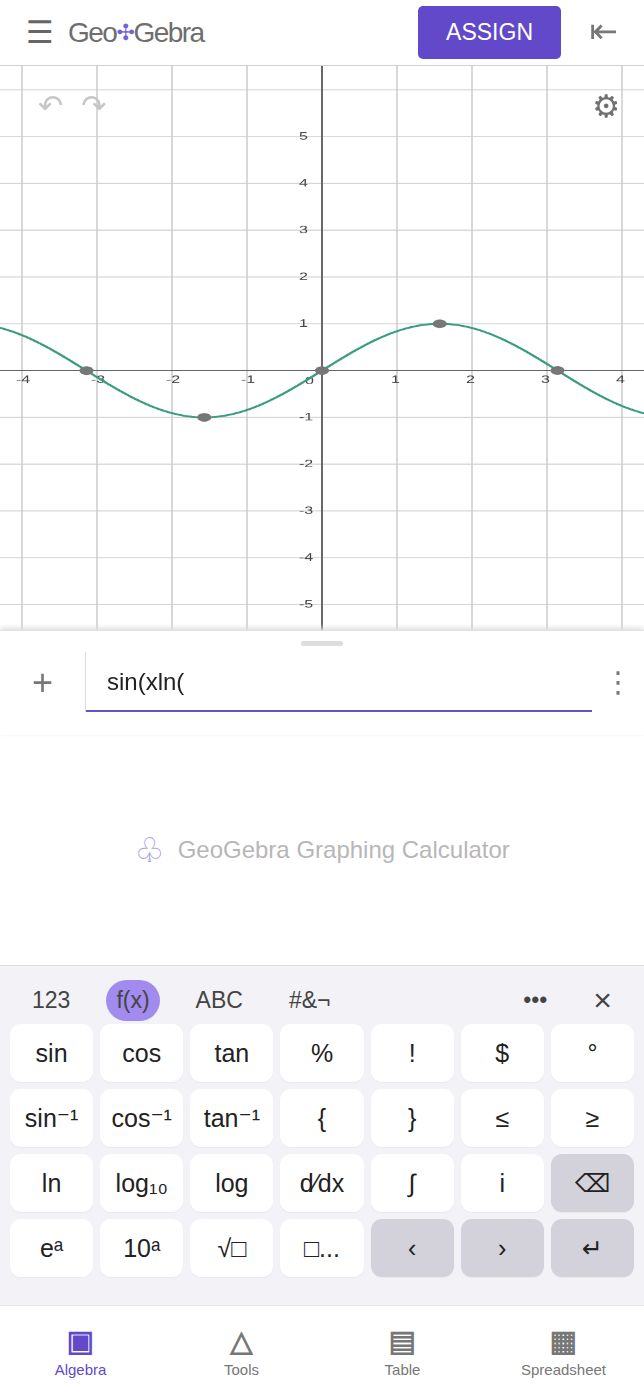 ☰ Geo✣Gebra ASSIGN ⇤
↶ ↷ ⚙
5
4
3
2
1
-4 -3 -2 -1 0 1 2 3 4
-1
-2
-3
-4
-5
+ sin(xln( ⋮
GeoGebra Graphing Calculator
123 f(x) ABC #&¬ ••• ×
sin cos tan % ! $ °
sin⁻¹ cos⁻¹ tan⁻¹ { } ≤ ≥
ln log₁₀ log d⁄dx ∫ i ⌫
eᵃ 10ᵃ √□ □... ‹ › ↵
Algebra Tools Table Spreadsheet